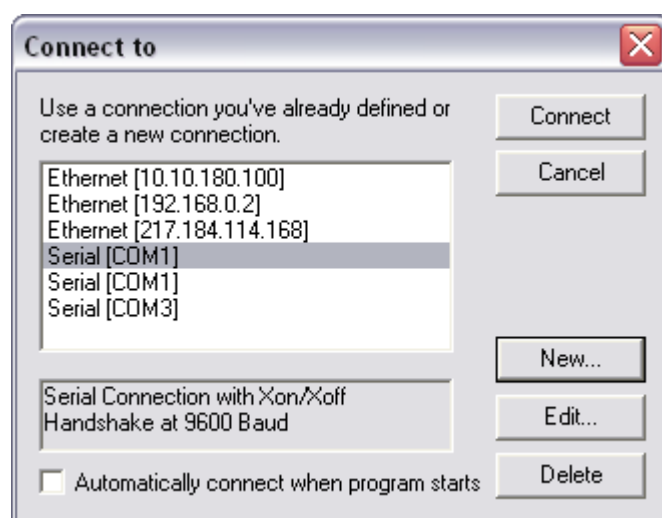 Connect to
Use a connection you've already defined or
create a new connection.
Connect
Cancel
Ethernet [10.10.180.100]
Ethernet [192.168.0.2]
Ethernet [217.184.114.168]
Serial [COM1]
Serial [COM1]
Serial [COM3]
New...
Serial Connection with Xon/Xoff
Handshake at 9600 Baud
Edit...
Automatically connect when program starts
Delete